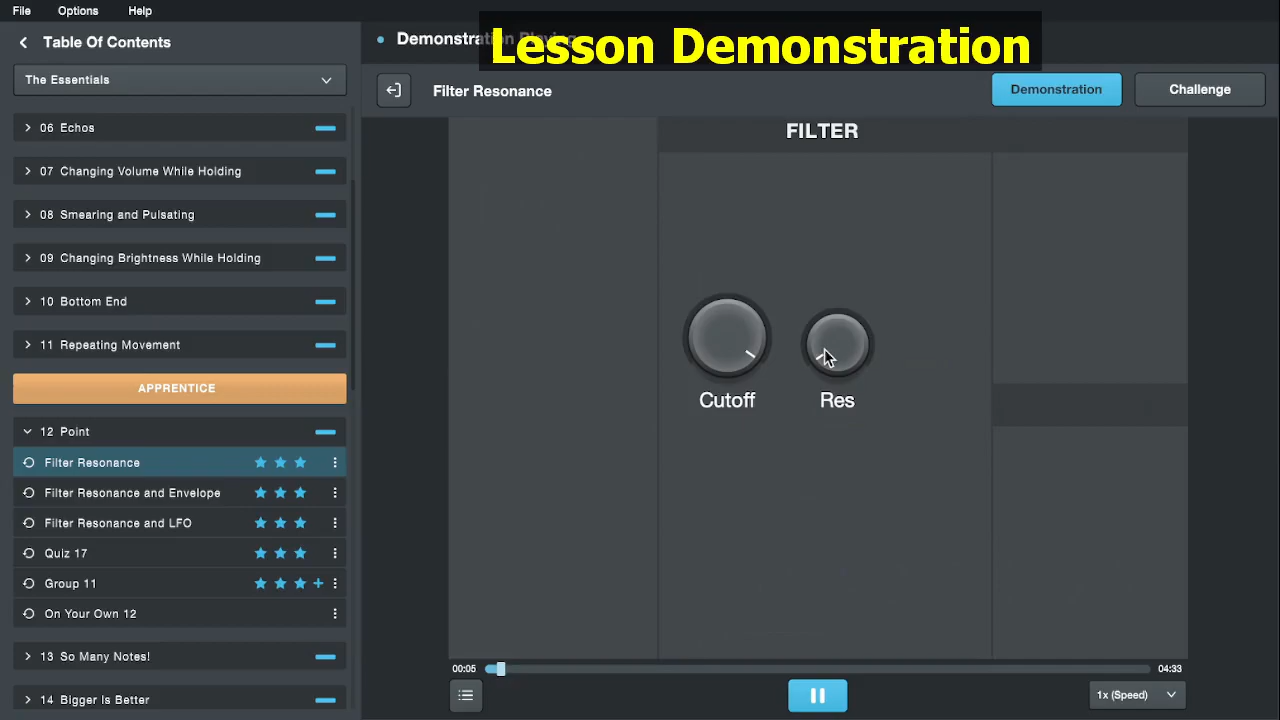 File Options Help
Table Of Contents
The Essentials
06 Echos
07 Changing Volume While Holding
08 Smearing and Pulsating
09 Changing Brightness While Holding
10 Bottom End
11 Repeating Movement
APPRENTICE
12 Point
Filter Resonance
Filter Resonance and Envelope
Filter Resonance and LFO
Quiz 17
Group 11
On Your Own 12
13 So Many Notes!
14 Bigger Is Better
Demonstration Playing
Lesson Demonstration
Filter Resonance
Demonstration
Challenge
FILTER
Cutoff
Res
00:05
04:33
1x (Speed)